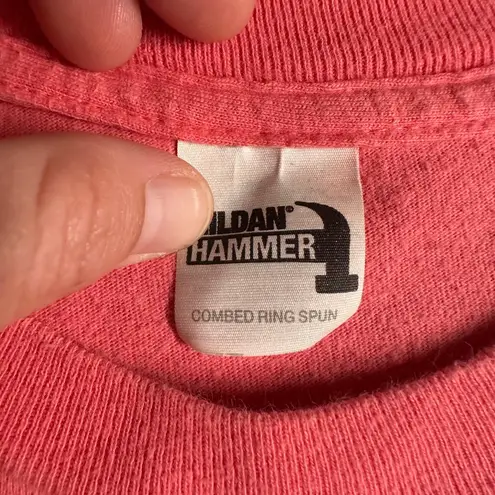 ILDAN®
HAMMER
COMBED RING SPUN